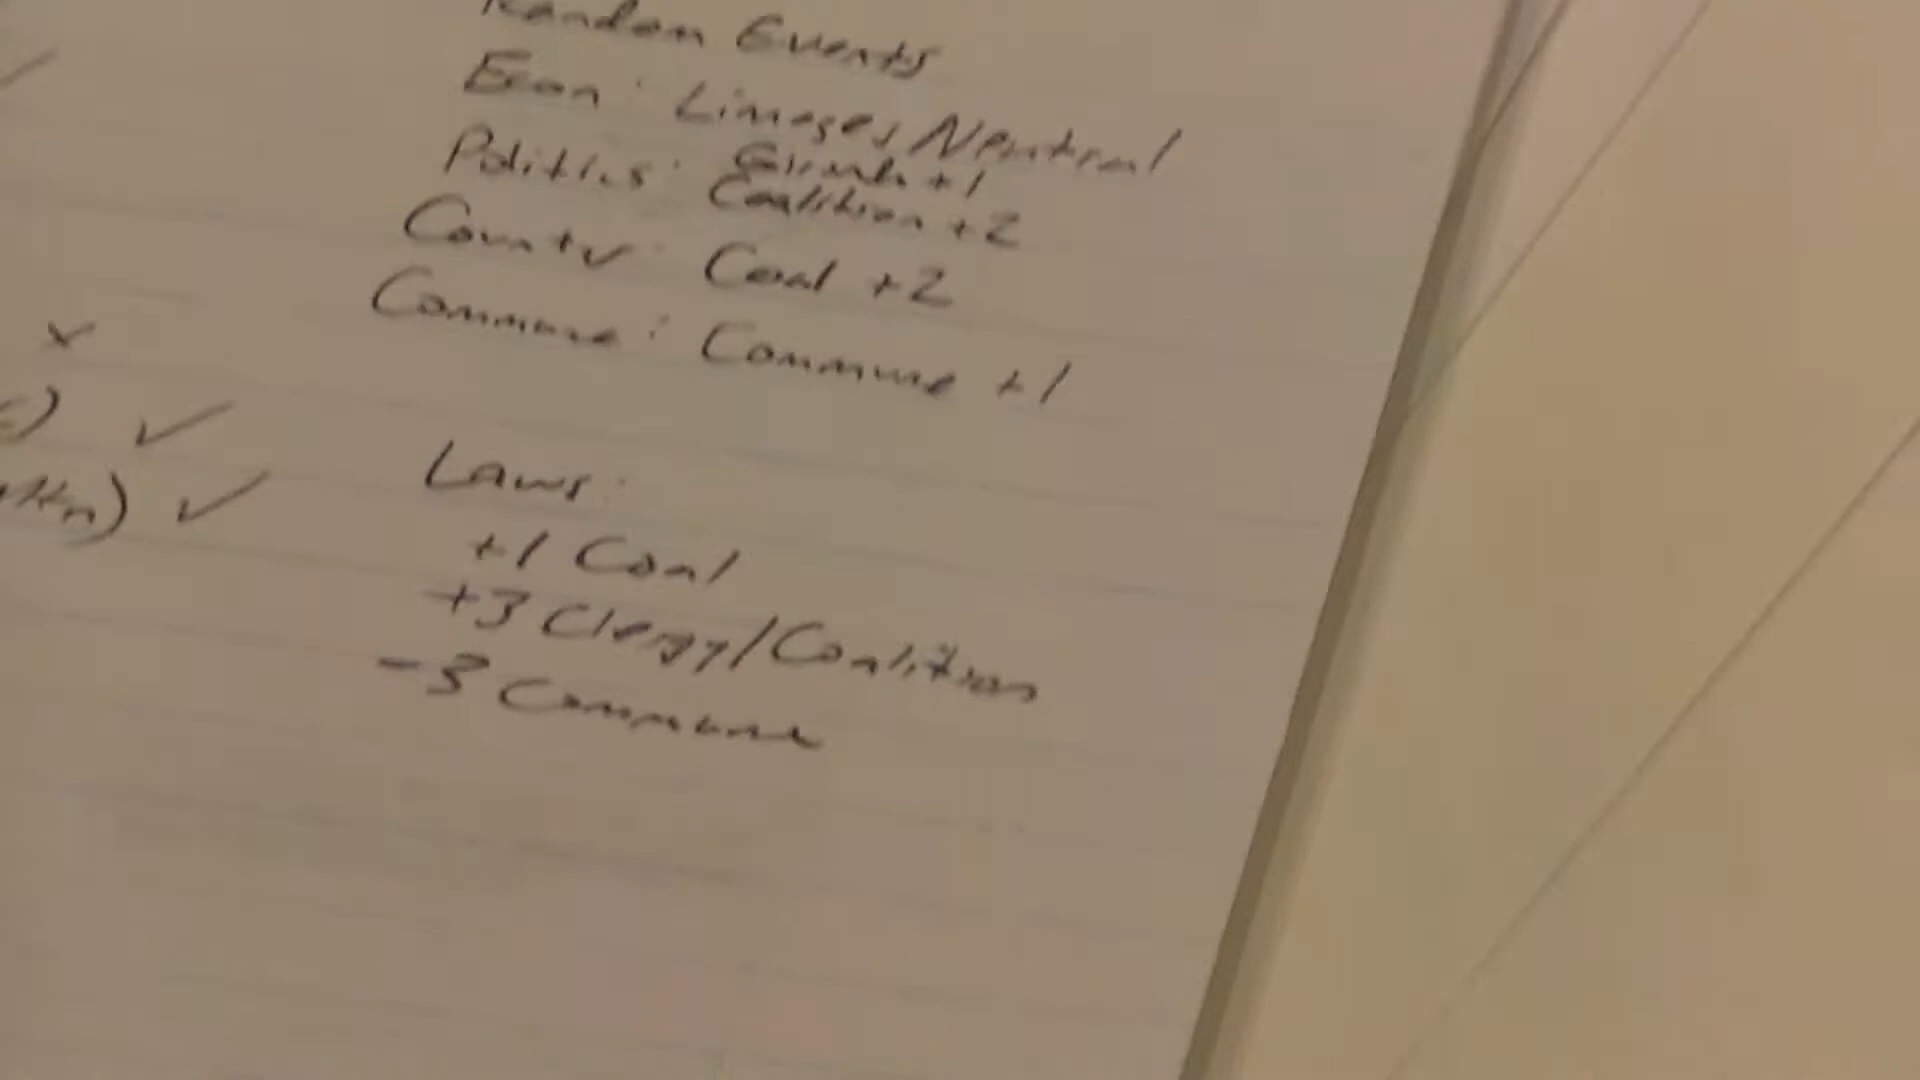 Random Events
Econ: Limoges Neutral
Politics: +1
Coalition +2
County: Coal +2
Commune: Commune +1
Laws:
+1 Coal
+3 Clergy/Coalition
-3 Commune